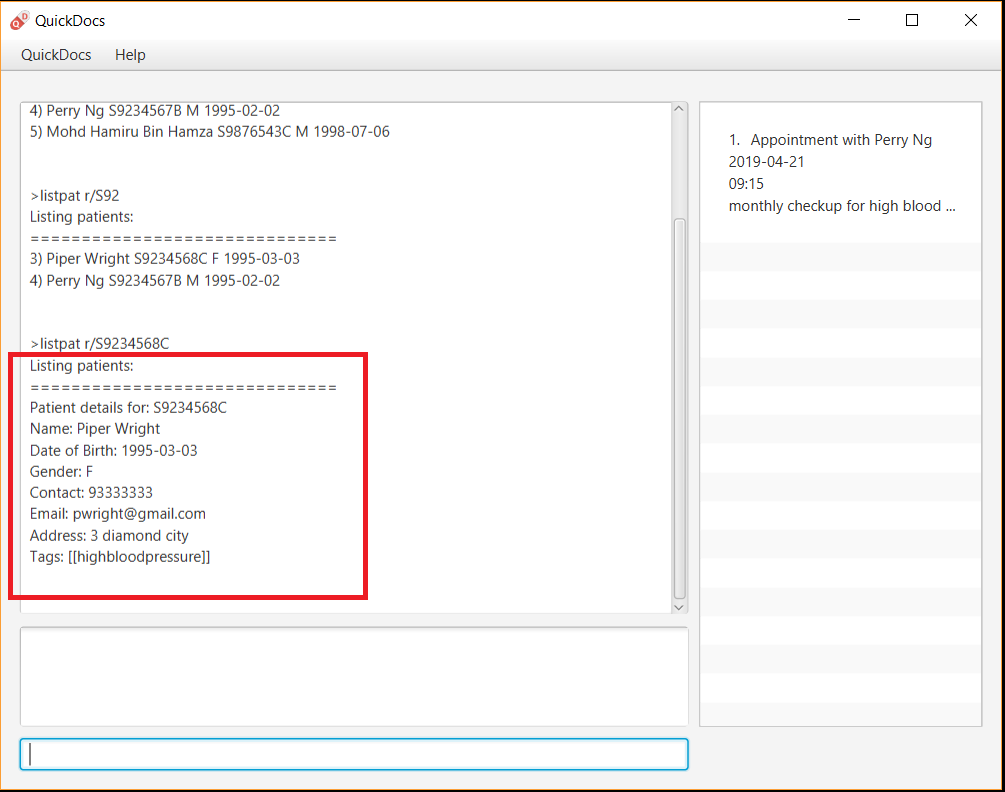 QuickDocs
QuickDocs Help
4) Perry Ng S9234567B M 1995-02-02
5) Mohd Hamiru Bin Hamza S9876543C M 1998-07-06
>listpat r/S92
Listing patients:
==============================
3) Piper Wright S9234568C F 1995-03-03
4) Perry Ng S9234567B M 1995-02-02
>listpat r/S9234568C
Listing patients:
==============================
Patient details for: S9234568C
Name: Piper Wright
Date of Birth: 1995-03-03
Gender: F
Contact: 93333333
Email: pwright@gmail.com
Address: 3 diamond city
Tags: [[highbloodpressure]]
1. Appointment with Perry Ng
2019-04-21
09:15
monthly checkup for high blood ...